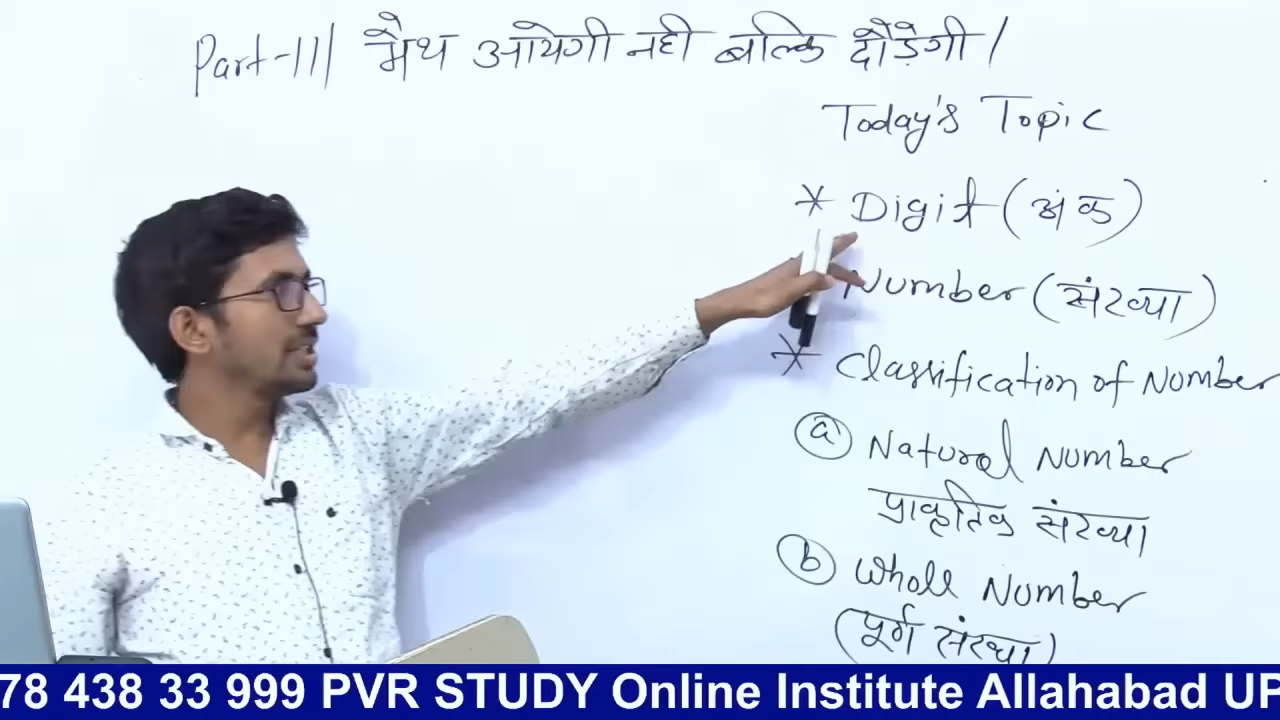 Part-III मैथ आयेगी नही बल्कि दौड़ेगी।
Today's Topic
* Digit (अंक)
Number (संख्या)
* Classification of Number
(a) Natural Number
प्राकृतिक संख्या
(b) Whole Number
(पूर्ण संख्या)
78 438 33 999 PVR STUDY Online Institute Allahabad UP